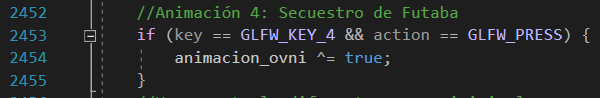 2452 //Animación 4: Secuestro de Futaba
2453 if (key == GLFW_KEY_4 && action == GLFW_PRESS) {
2454 animacion_ovni ^= true;
2455 }